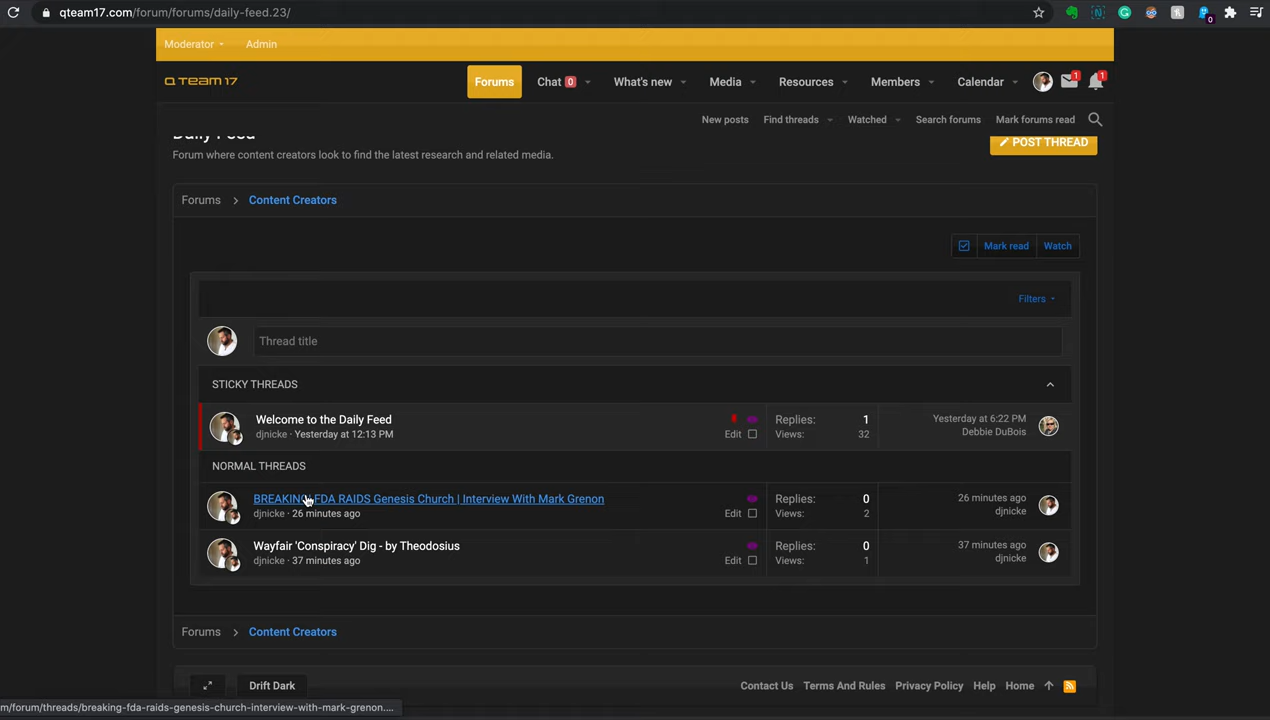 qteam17.com/forum/forums/daily-feed.23/
0
Moderator
Admin
Q TEAM 17
Forums
Chat 0
What's new
Media
Resources
Members
Calendar
1
1
New posts
Find threads
Watched
Search forums
Mark forums read
Daily Feed
Forum where content creators look to find the latest research and related media.
POST THREAD
Forums
Content Creators
Mark read
Watch
Filters
Thread title
STICKY THREADS
Welcome to the Daily Feed
djnicke · Yesterday at 12:13 PM
Edit
Replies: 1
Views: 32
Yesterday at 6:22 PM
Debbie DuBois
NORMAL THREADS
BREAKING! FDA RAIDS Genesis Church | Interview With Mark Grenon
djnicke · 26 minutes ago
Edit
Replies: 0
Views: 2
26 minutes ago
djnicke
Wayfair 'Conspiracy' Dig - by Theodosius
djnicke · 37 minutes ago
Edit
Replies: 0
Views: 1
37 minutes ago
djnicke
Forums
Content Creators
Drift Dark
Contact Us
Terms And Rules
Privacy Policy
Help
Home
m/forum/threads/breaking-fda-raids-genesis-church-interview-with-mark-grenon....